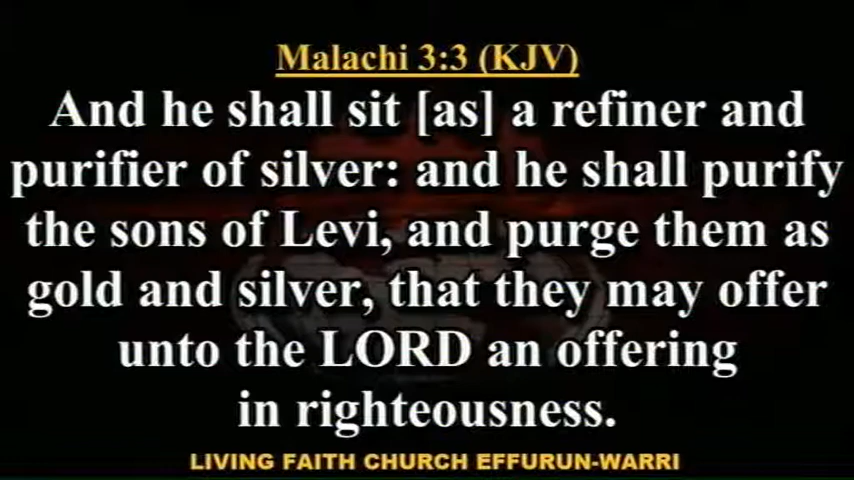 Malachi 3:3 (KJV)
And he shall sit [as] a refiner and
purifier of silver: and he shall purify
the sons of Levi, and purge them as
gold and silver, that they may offer
unto the LORD an offering
in righteousness.
LIVING FAITH CHURCH EFFURUN-WARRI